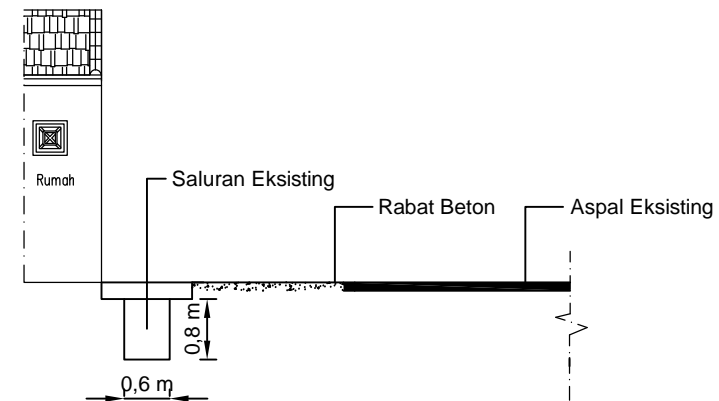 Saluran Eksisting
Rumah
Rabat Beton
Aspal Eksisting
0,8 m
0,6 m